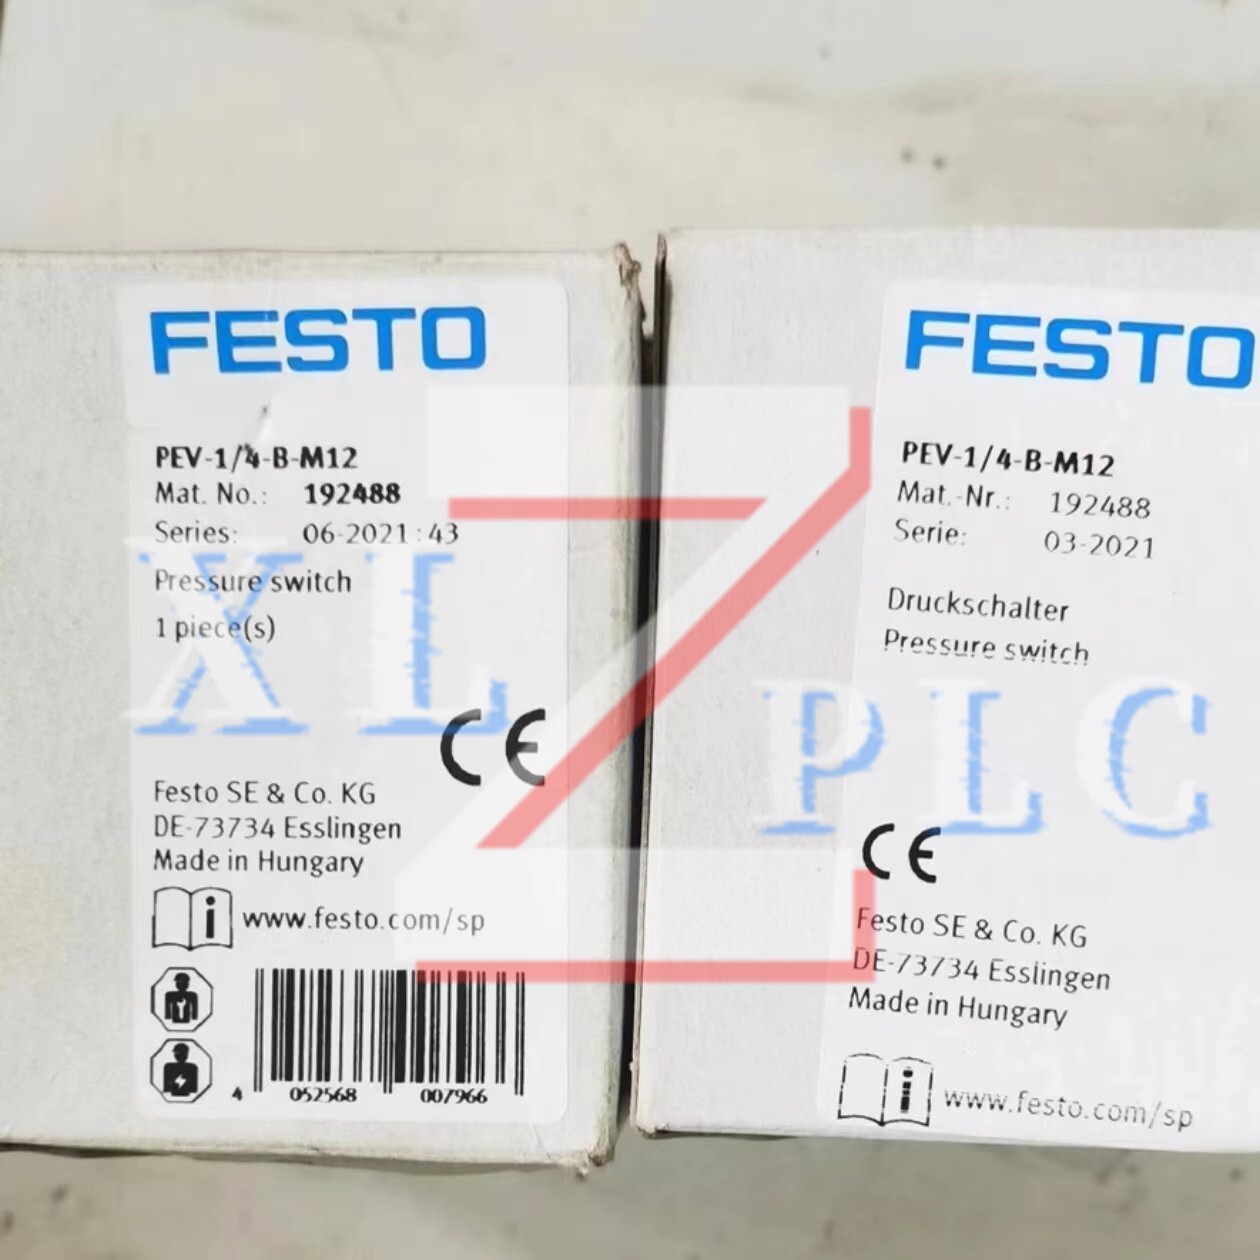 FESTO
PEV-1/4-B-M12
Mat. No.: 192488
Series: 06-2021:43
Pressure switch
1 piece(s)
CE
Festo SE & Co. KG
DE-73734 Esslingen
Made in Hungary
i www.festo.com/sp
4 052568 007966
FESTO
PEV-1/4-B-M12
Mat.-Nr.: 192488
Serie: 03-2021
Druckschalter
Pressure switch
CE
Festo SE & Co. KG
DE-73734 Esslingen
Made in Hungary
i www.festo.com/sp
XL Z PLC